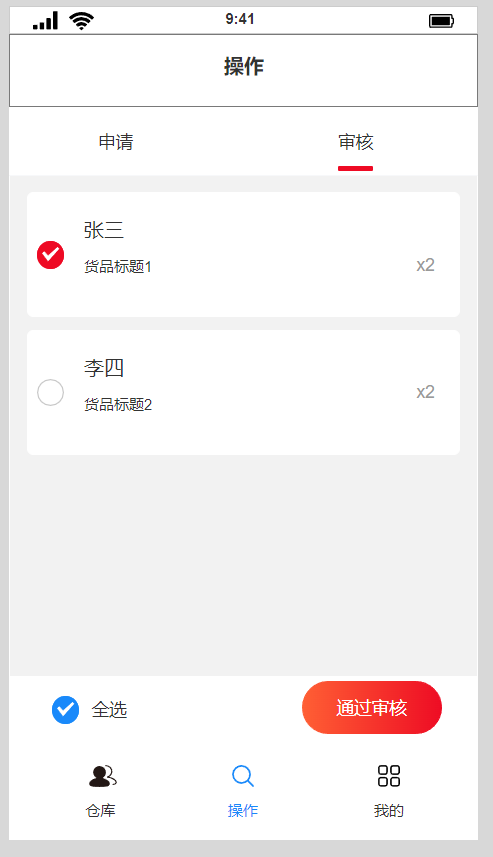 9:41
操作
申请 审核
张三
货品标题1
x2
李四
货品标题2
x2
全选 通过审核
仓库 操作 我的